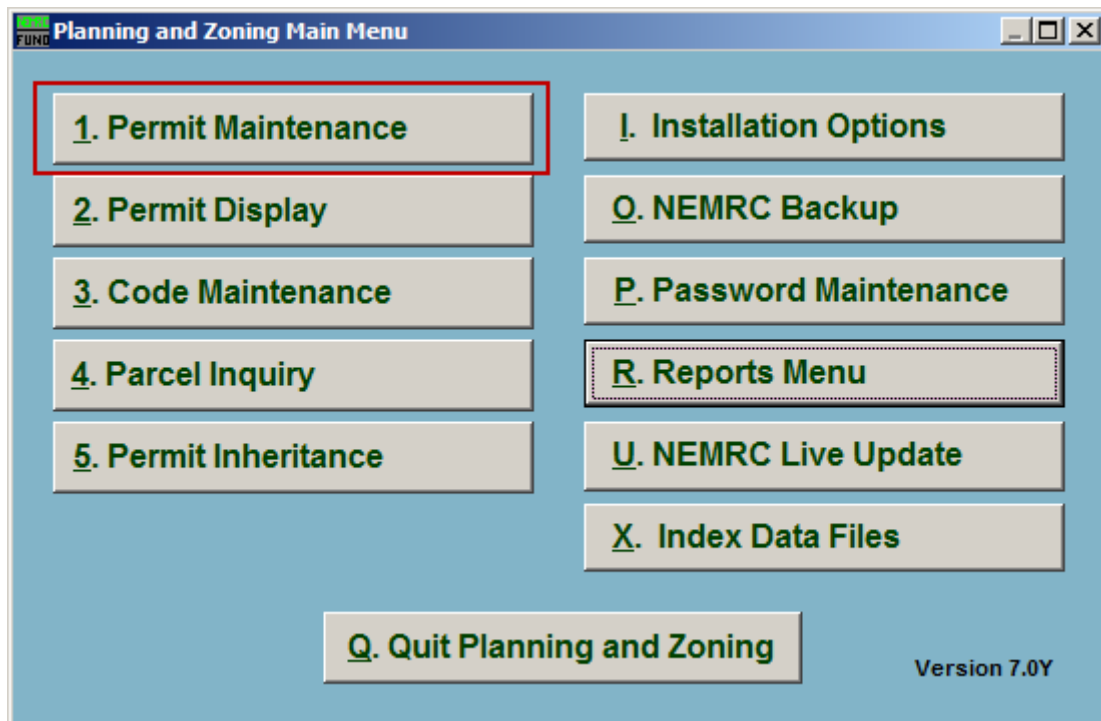 NEMRC
FUND
Planning and Zoning Main Menu
1. Permit Maintenance
2. Permit Display
3. Code Maintenance
4. Parcel Inquiry
5. Permit Inheritance
I. Installation Options
O. NEMRC Backup
P. Password Maintenance
R. Reports Menu
U. NEMRC Live Update
X. Index Data Files
Q. Quit Planning and Zoning
Version 7.0Y